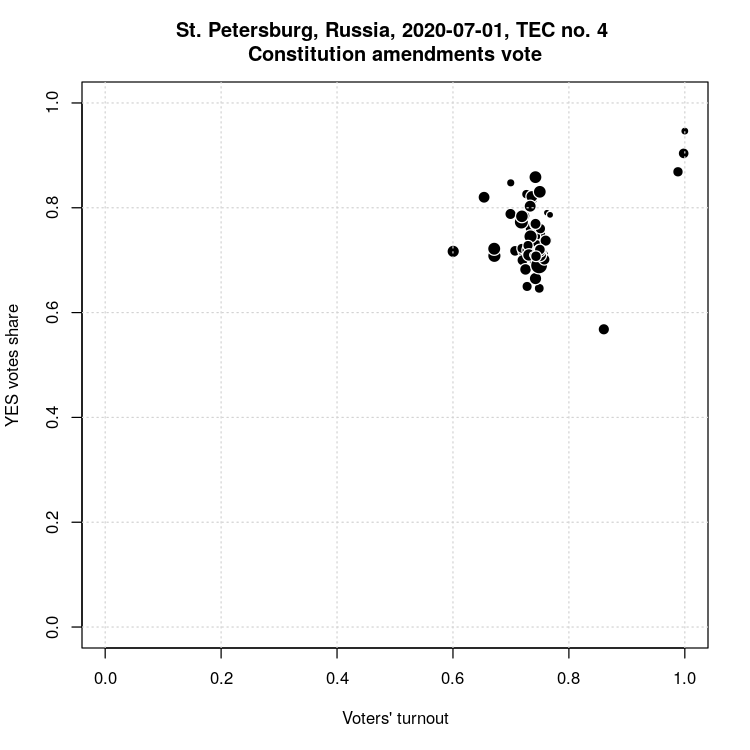 St. Petersburg, Russia, 2020-07-01, TEC no. 4
Constitution amendments vote
YES votes share
1.0
0.8
0.6
0.4
0.2
0.0
0.0 0.2 0.4 0.6 0.8 1.0
Voters' turnout